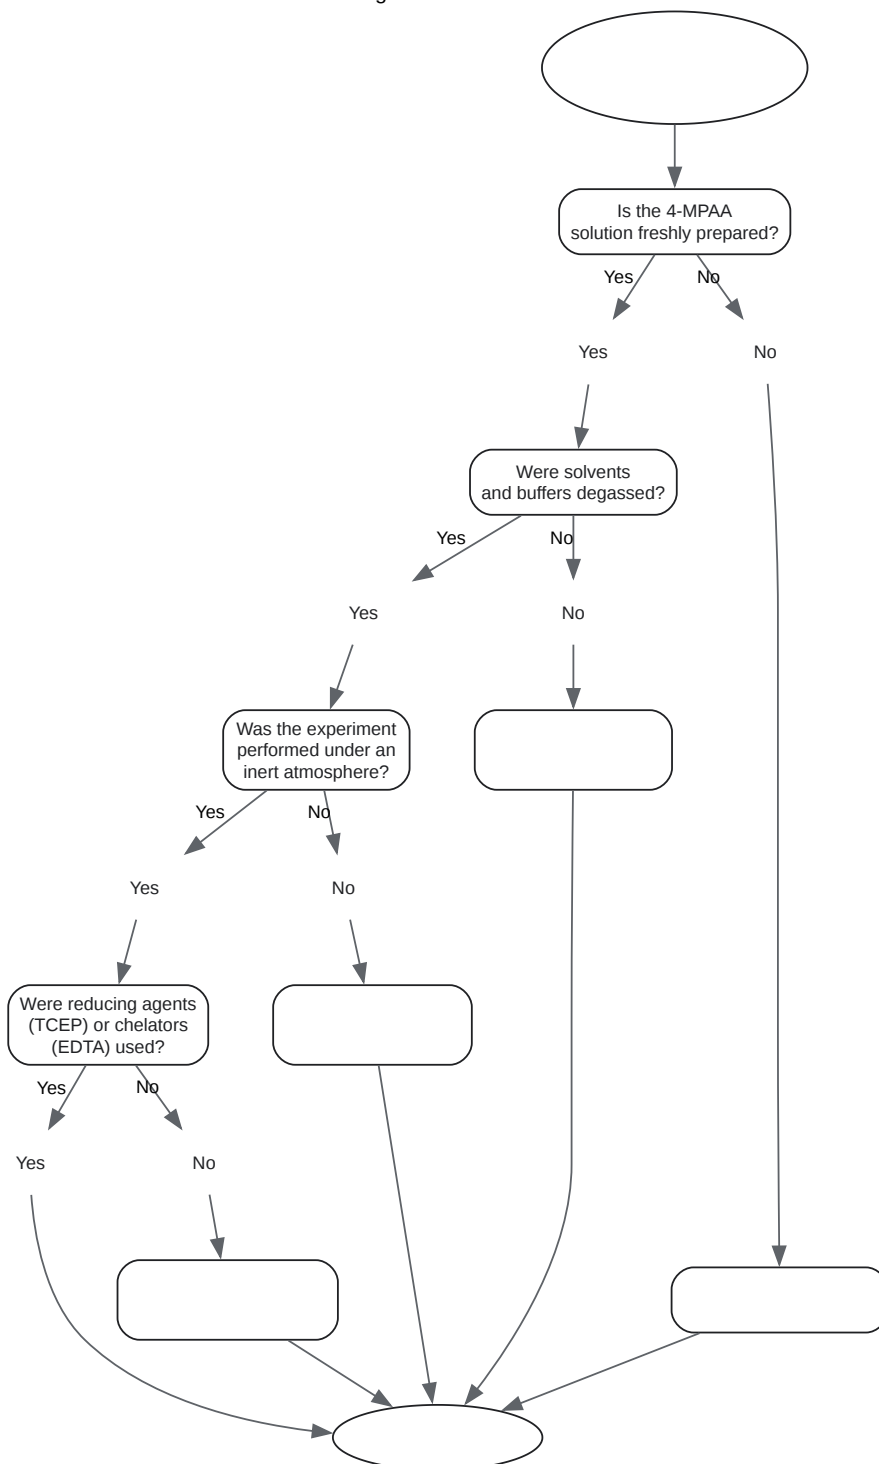 Is the 4-MPAA
solution freshly prepared?
Yes
No
Yes
No
Were solvents
and buffers degassed?
Yes
No
Yes
No
Was the experiment
performed under an
inert atmosphere?
Yes
No
Yes
No
Were reducing agents
(TCEP) or chelators
(EDTA) used?
Yes
No
Yes
No